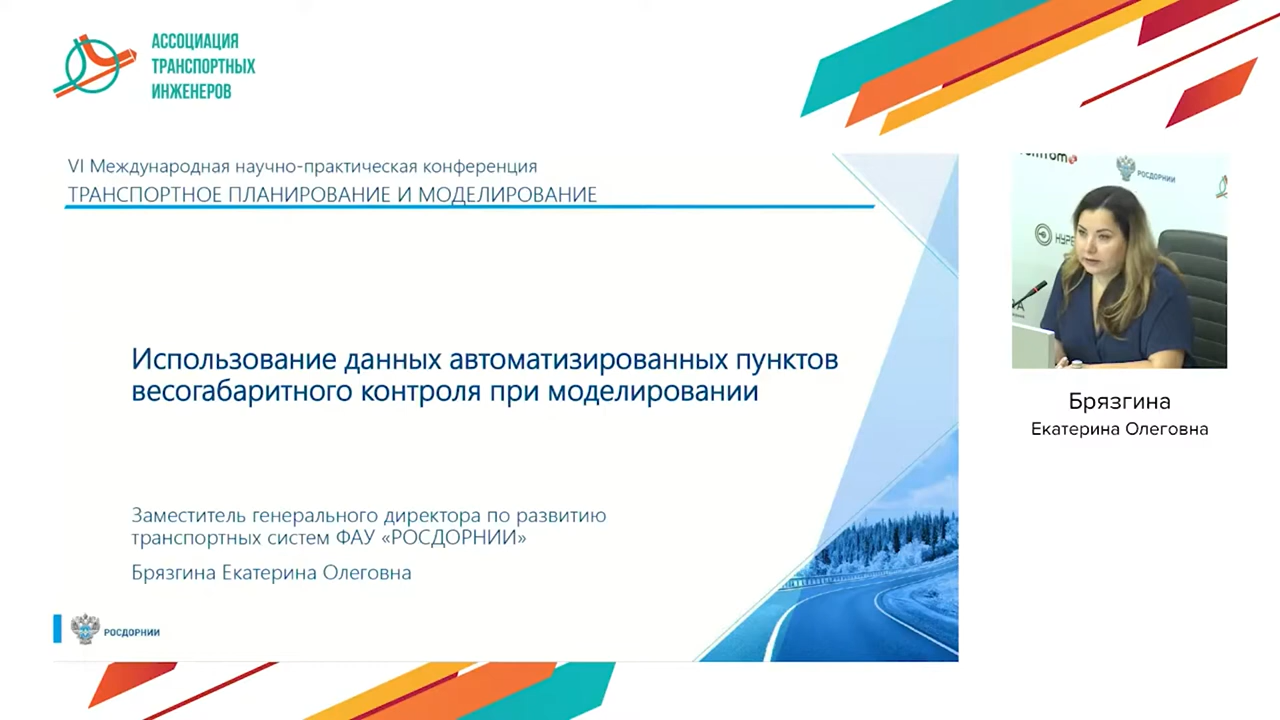 АССОЦИАЦИЯ
ТРАНСПОРТНЫХ
ИНЖЕНЕРОВ
VI Международная научно-практическая конференция
ТРАНСПОРТНОЕ ПЛАНИРОВАНИЕ И МОДЕЛИРОВАНИЕ
Использование данных автоматизированных пунктов
весогабаритного контроля при моделировании
Заместитель генерального директора по развитию
транспортных систем ФАУ «РОСДОРНИИ»
Брязгина Екатерина Олеговна
РОСДОРНИИ
РОСДОРНИИ
Брязгина
Екатерина Олеговна